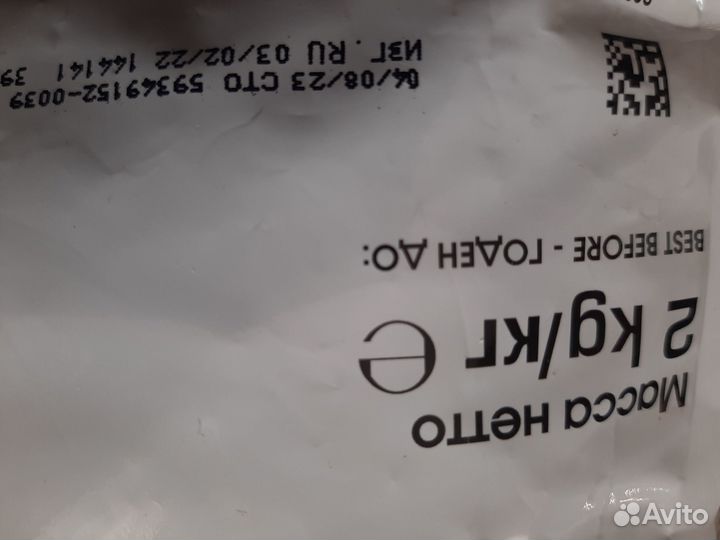 Масса нетто
2 kg/кг ℮
BEST BEFORE - ГОДЕН ДО:
04/08/23 СТО 59349152-0039
ИЗГ. RU 03/02/22 144141 39
Avito